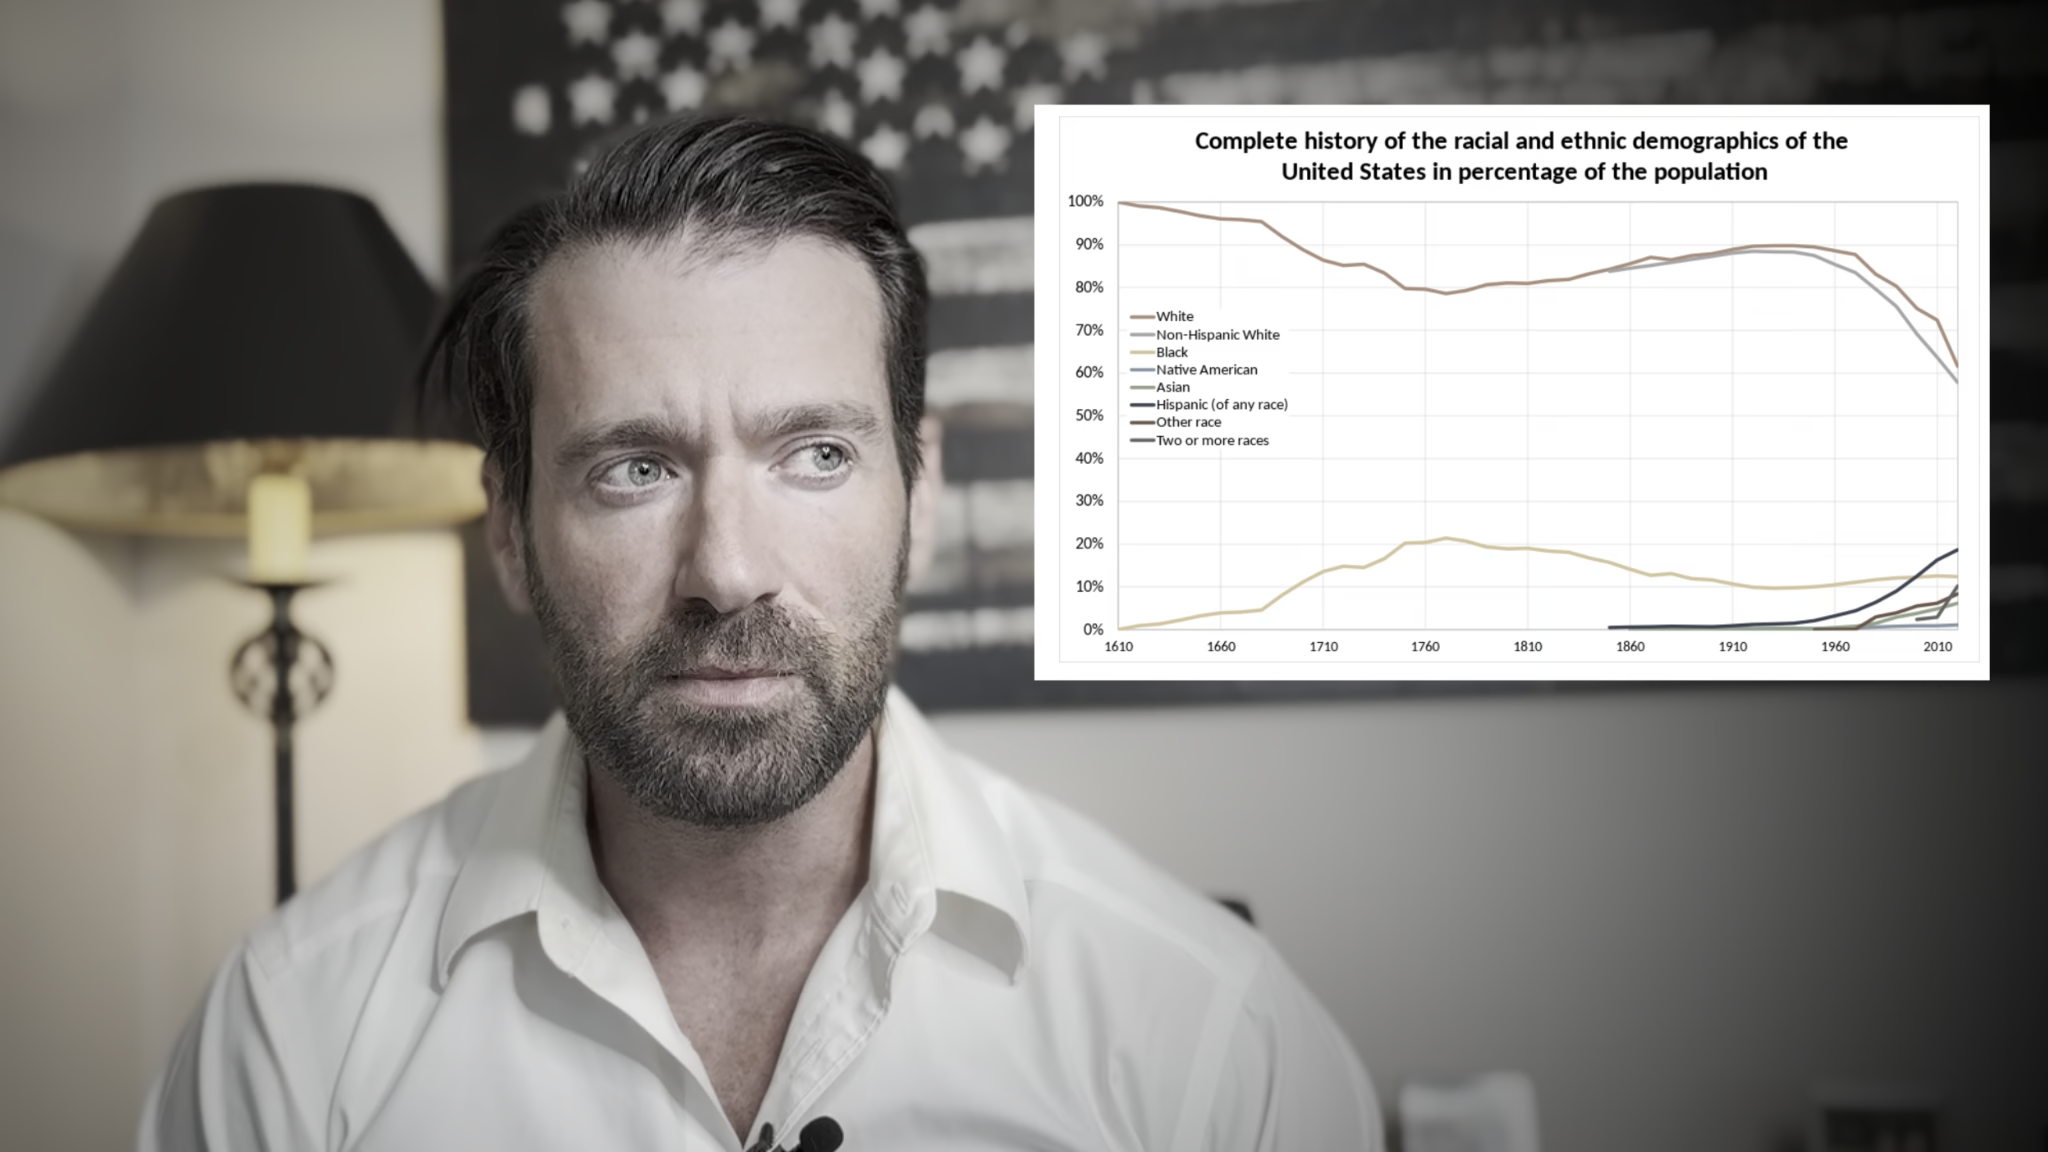 Complete history of the racial and ethnic demographics of the
United States in percentage of the population
100%
90%
80%
70%
60%
50%
40%
30%
20%
10%
0%
White
Non-Hispanic White
Black
Native American
Asian
Hispanic (of any race)
Other race
Two or more races
1610 1660 1710 1760 1810 1860 1910 1960 2010